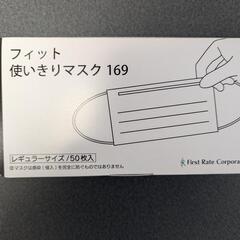 フィット
使いきりマスク 169
レギュラーサイズ/50枚入
※マスクは感染(侵入)を完全に防ぐものではありません
First Rate Corpora